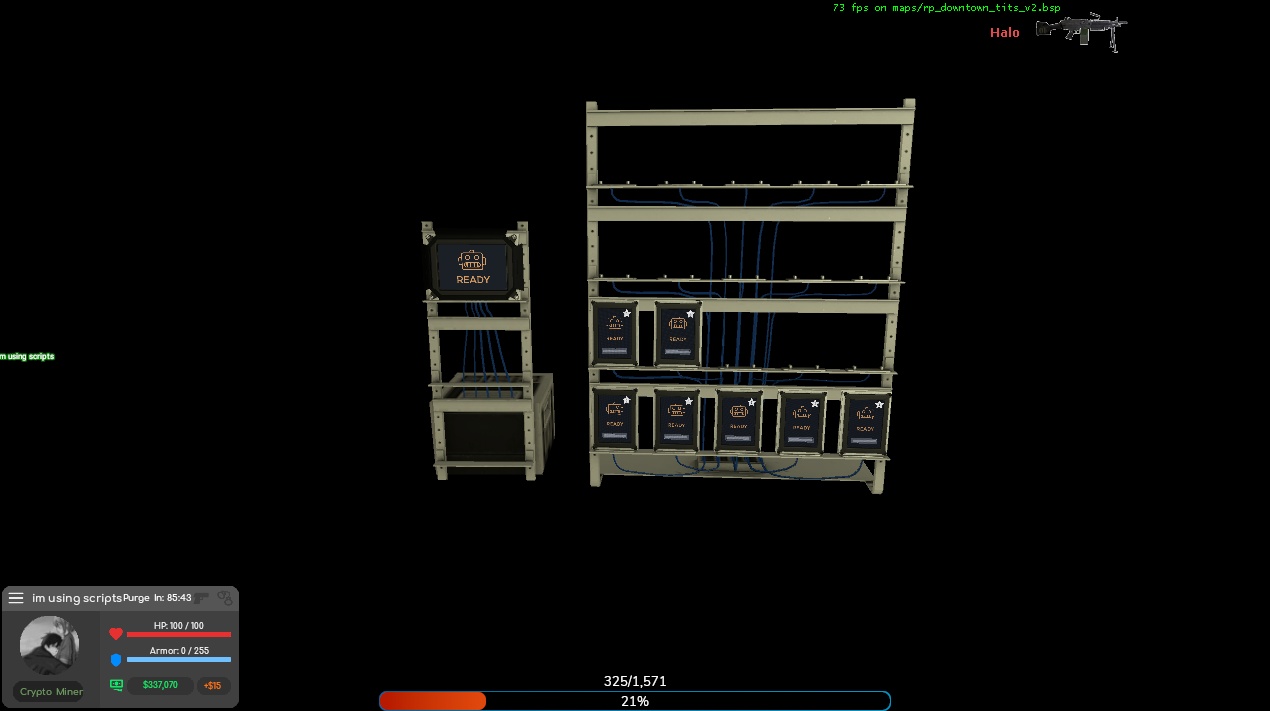 73 fps on maps/rp_downtown_tits_v2.bsp
Halo
READY
READY
READY
m using scripts
READY
READY
READY
READY
READY
im using scripts Purge In: 85:43
HP: 100 / 100
Armor: 0 / 255
Crypto Miner
$337,070
+$15
325/1,571
21%